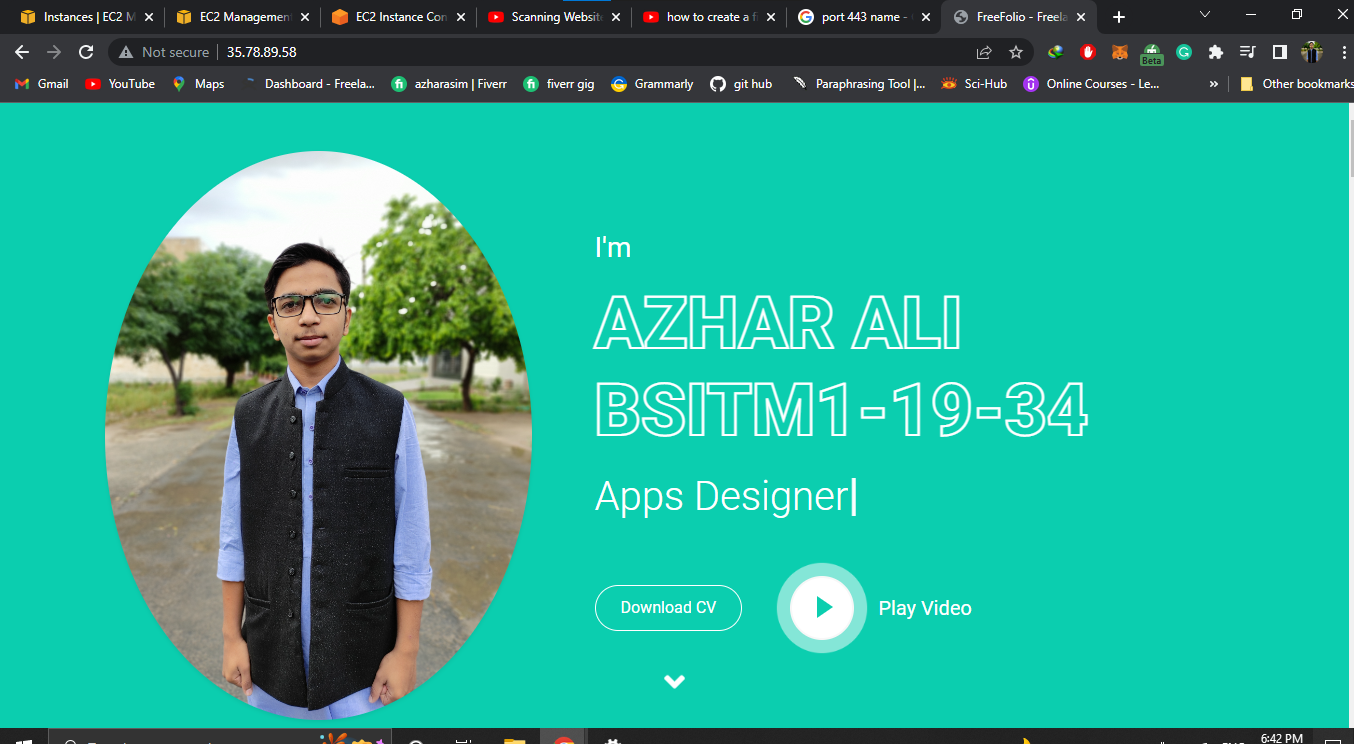 Instances | EC2 M
EC2 Management
EC2 Instance Con
Scanning Website
how to create a f
port 443 name -
FreeFolio - Freela
Not secure
35.78.89.58
Beta
Gmail
YouTube
Maps
Dashboard - Freela...
azharasim | Fiverr
fiverr gig
Grammarly
git hub
Paraphrasing Tool |...
Sci-Hub
Online Courses - Le...
»
Other bookmarks
I'm
AZHAR ALI
BSITM1-19-34
Apps Designer
Download CV
Play Video
6:42 PM